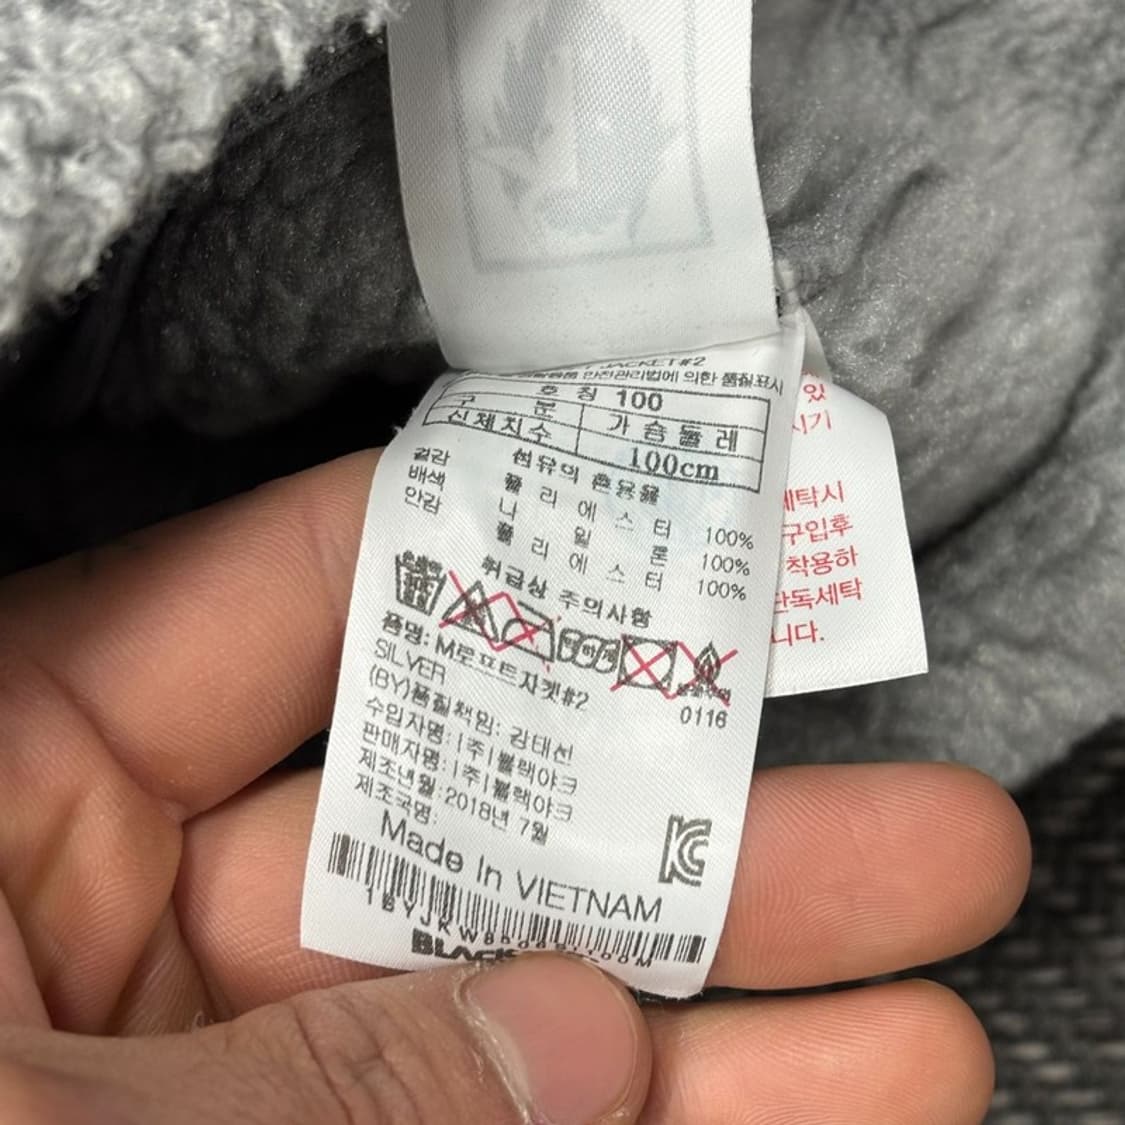 JACKET#2
안전관리법에 의한 품질표시
호 칭 100
구 분 가 슴 둘 레
신체치수 100cm
섬유의 혼용율
겉감 폴 리 에 스 터 100%
배색 나 일 론 100%
안감 폴 리 에 스 터 100%
취급상 주의사항
0116
품명: M로프트자켓#2
SILVER
(BY)품질책임: 강태선
수입자명: (주)블랙야크
판매자명: (주)블랙야크
제조년월: 2018년 7월
제조국명:
Made In VIETNAM
있
시기
세탁시
구입후
착용하
단독세탁
니다.